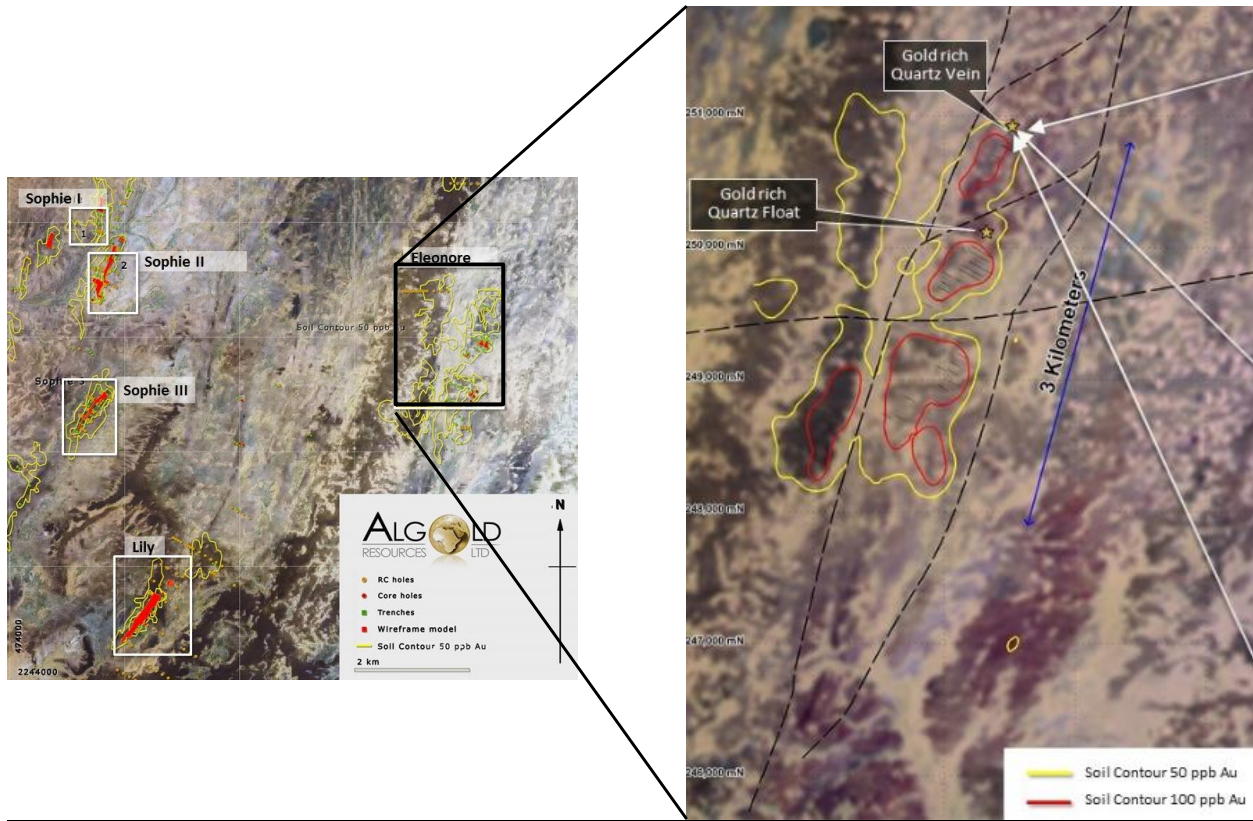 Gold rich
Quartz Vein
251,000 mN
Gold rich
Quartz Float
250,000 mN
249,000 mN
3 Kilometers
248,000 mN
247,000 mN
246,000 mN
Soil Contour 50 ppb Au
Soil Contour 100 ppb Au
Sophie I
1
Sophie II
2
Eleonore
Soil Contour 50 ppb Au
Sophie 3
Sophie III
Lily
N
ALGOLD
RESOURCES LTD
RC holes
Core holes
Trenches
Wireframe model
Soil Contour 50 ppb Au
2 km
474000
2244000